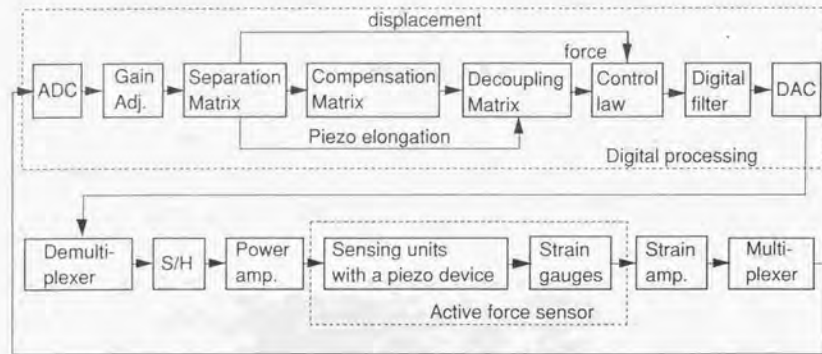 displacement
force
ADC
Gain
Adj.
Separation
Matrix
Compensation
Matrix
Decoupling
Matrix
Control
law
Digital
filter
DAC
Piezo elongation
Digital processing
Demulti-
plexer
S/H
Power
amp.
Sensing units
with a piezo device
Strain
gauges
Strain
amp.
Multi-
plexer
Active force sensor